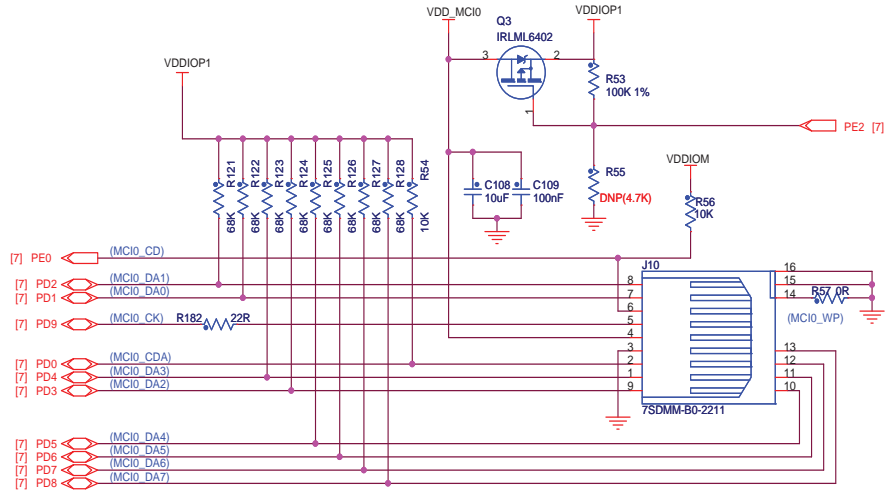 VDD_MCI0
Q3
IRLML6402
VDDIOP1
3
2
1
R53
100K 1%
PE2 [7]
VDDIOP1
R121
R122
R123
R124
R125
R126
R127
R128
R54
68K
68K
68K
68K
68K
68K
68K
68K
10K
C108
10uF
C109
100nF
R55
DNP(4.7K)
VDDIOM
R56
10K
[7] PE0 (MCI0_CD)
[7] PD2 (MCI0_DA1)
[7] PD1 (MCI0_DA0)
[7] PD9 (MCI0_CK) R182 22R
[7] PD0 (MCI0_CDA)
[7] PD4 (MCI0_DA3)
[7] PD3 (MCI0_DA2)
[7] PD5 (MCI0_DA4)
[7] PD6 (MCI0_DA5)
[7] PD7 (MCI0_DA6)
[7] PD8 (MCI0_DA7)
J10
8
7
6
5
4
3
2
1
9
16
15
14
R57 0R
(MCI0_WP)
13
12
11
10
7SDMM-B0-2211